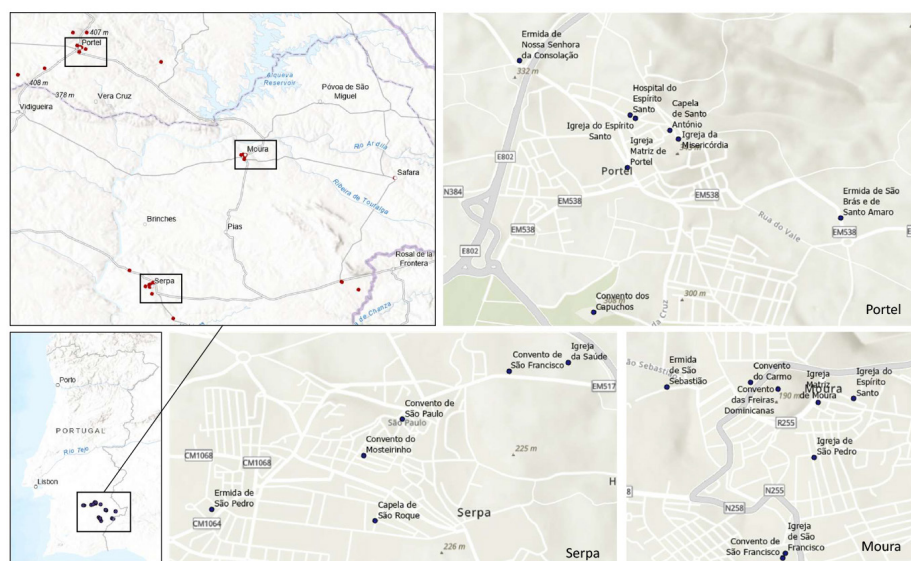 407 m
Portel
408 m
378 m
Vera Cruz
Vidigueira
Alqueva
Reservoir
Póvoa de São
Miguel
Moura
Rio Ardila
Safara
Ribeira de Toutalga
Brinches
Pias
Rosal de la
Frontera
Serpa
de Chanza
Ermida de
Nossa Senhora
da Consolação
332 m
Hospital do
Espírito
Santo
Capela
de Santo
António
Igreja do Espírito
Santo
Igreja da
Misericórdia
Igreja
Matriz de
Portel
Portel
E802
N384
EM538
EM538
EM538
EM538
E802
Rua do Vale
Ermida de São
Brás e de
Santo Amaro
Convento dos
Capuchos
300 m
da Cruz
Portel
Porto
PORTUGAL
Rio Tejo
Lisbon
Convento de
São Francisco
Igreja
da Saúde
EM517
Convento de
São Paulo
São Paulo
Convento do
Mosteirinho
CM1068
CM1068
225 m
H
Ermida de
São Pedro
CM1064
Capela de
São Roque
Serpa
226 m
Serpa
ão Sebastião
Ermida
de São
Sebastião
Convento
do Carmo
Convento
das Freiras
Dominicanas
190 m
Igreja
Matriz
de Moura
Moura
Igreja do
Espírito
Santo
R255
Igreja de
São Pedro
8
N255
N258
Convento de
São Francisco
Igreja
de São
Francisco
Moura